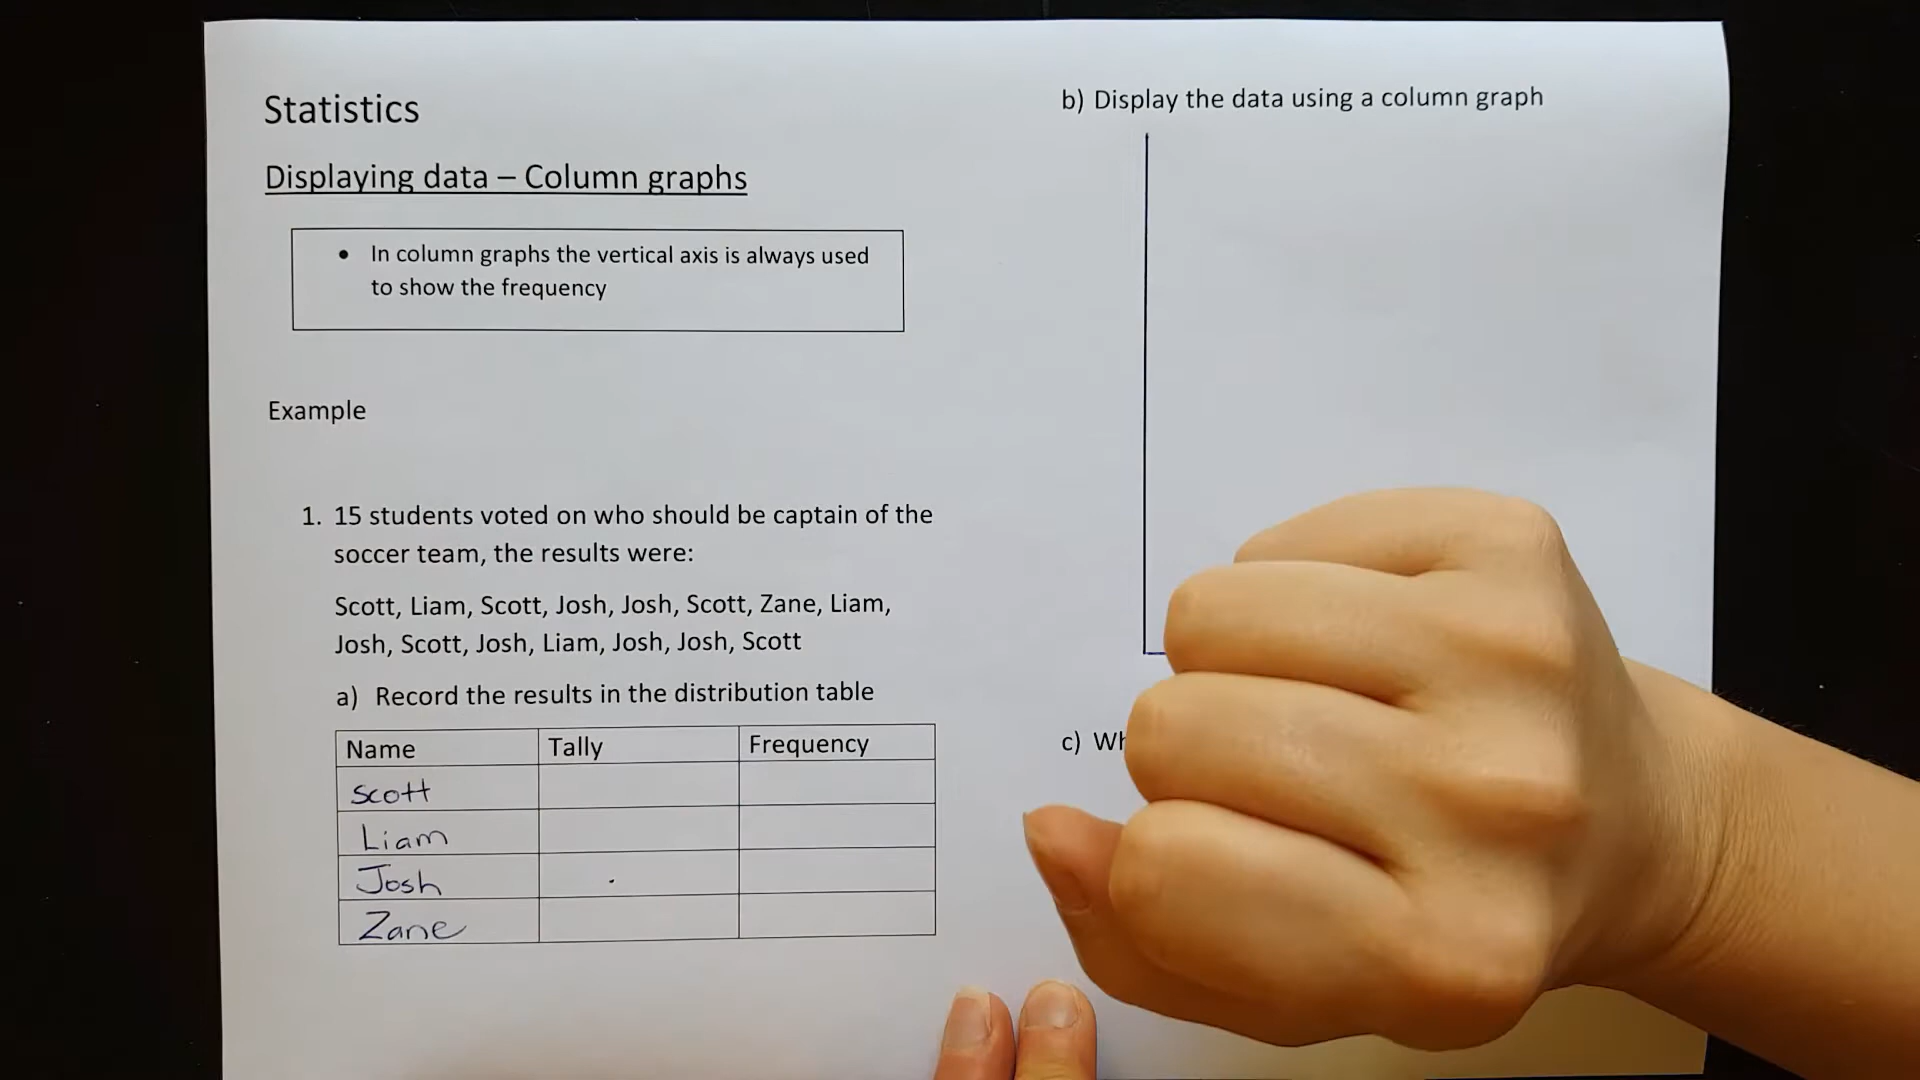 Statistics
Displaying data – Column graphs
• In column graphs the vertical axis is always used
to show the frequency
Example
1. 15 students voted on who should be captain of the
soccer team, the results were:
Scott, Liam, Scott, Josh, Josh, Scott, Zane, Liam,
Josh, Scott, Josh, Liam, Josh, Josh, Scott
a) Record the results in the distribution table
Name Tally Frequency
Scott
Liam
Josh
Zane
b) Display the data using a column graph
c)